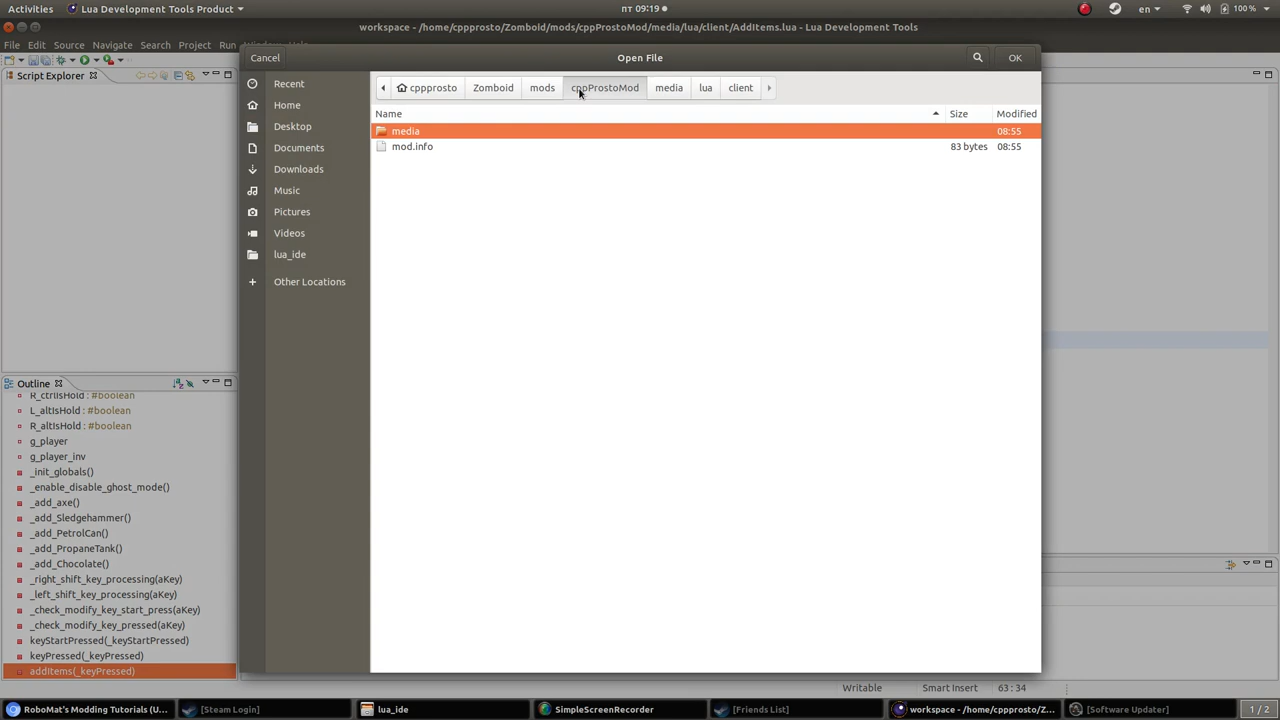 Activities
Lua Development Tools Product
пт 09:19
en
100 %
workspace - /home/cppprosto/Zomboid/mods/cppProstoMod/media/lua/client/AddItems.lua - Lua Development Tools
File Edit Source Navigate Search Project Run
Cancel
Open File
OK
Script Explorer
Recent
Home
Desktop
Documents
Downloads
Music
Pictures
Videos
lua_ide
Other Locations
cppprosto Zomboid mods cppProstoMod media lua client
Name Size Modified
media 08:55
mod.info 83 bytes 08:55
Outline
R_ctrlIsHold : #boolean
L_altIsHold : #boolean
R_altIsHold : #boolean
g_player
g_player_inv
_init_globals()
_enable_disable_ghost_mode()
_add_axe()
_add_Sledgehammer()
_add_PetrolCan()
_add_PropaneTank()
_add_Chocolate()
_right_shift_key_processing(aKey)
_left_shift_key_processing(aKey)
_check_modify_key_start_press(aKey)
_check_modify_key_pressed(aKey)
keyStartPressed(_keyStartPressed)
keyPressed(_keyPressed)
addItems(_keyPressed)
Writable Smart Insert 63 : 34
RoboMat's Modding Tutorials (U...
[Steam Login]
lua_ide
SimpleScreenRecorder
[Friends List]
workspace - /home/cppprosto/Z...
[Software Updater]
1 / 2